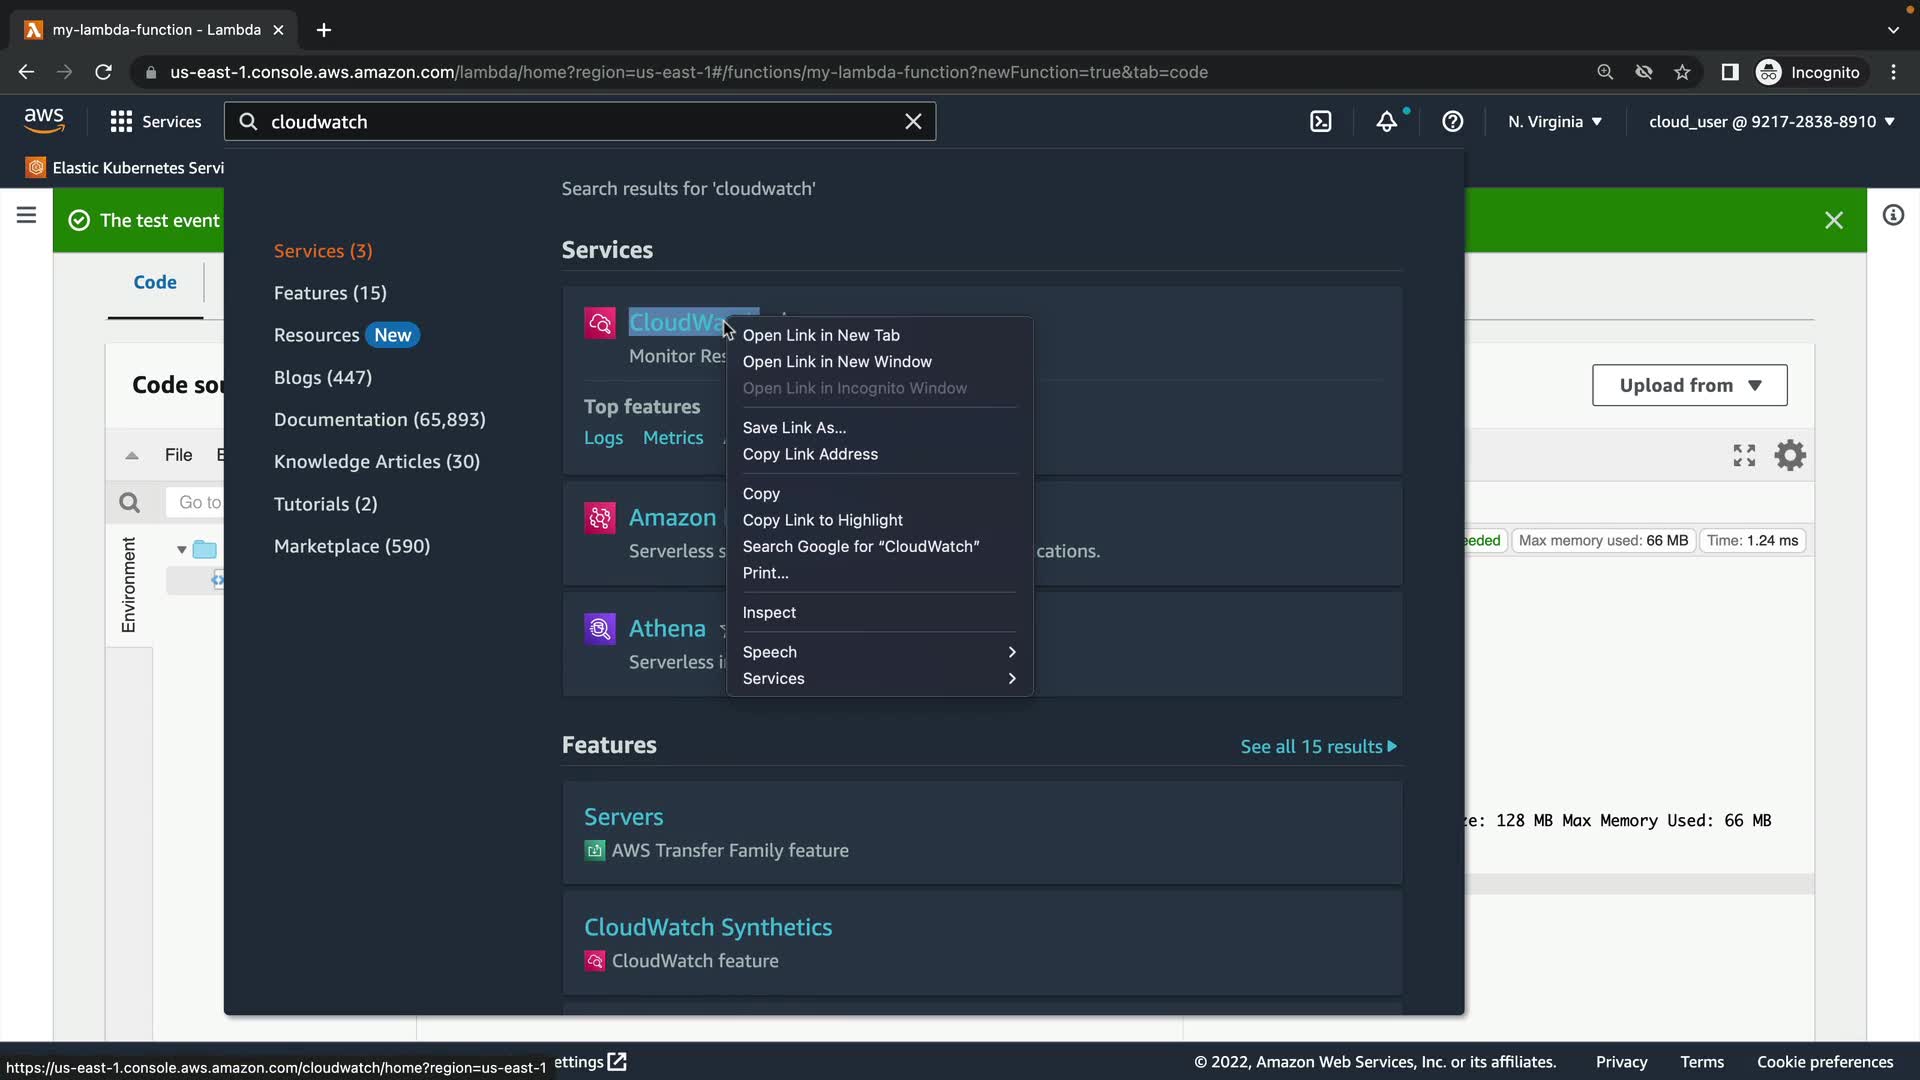 my-lambda-function - Lambda
us-east-1.console.aws.amazon.com/lambda/home?region=us-east-1#/functions/my-lambda-function?newFunction=true&tab=code
Incognito
aws
Services
cloudwatch
N. Virginia
cloud_user @ 9217-2838-8910
Elastic Kubernetes Servi
The test event
Search results for 'cloudwatch'
Services (3)
Features (15)
Resources New
Blogs (447)
Documentation (65,893)
Knowledge Articles (30)
Tutorials (2)
Marketplace (590)
Services
CloudWa
Monitor Res
Top features
Logs Metrics
Amazon
Serverless s
cations.
Athena
Serverless i
Open Link in New Tab
Open Link in New Window
Open Link in Incognito Window
Save Link As...
Copy Link Address
Copy
Copy Link to Highlight
Search Google for “CloudWatch”
Print...
Inspect
Speech
Services
Features
See all 15 results
Servers
AWS Transfer Family feature
CloudWatch Synthetics
CloudWatch feature
Code
Code sou
Upload from
File E
Go to
Environment
eeded
Max memory used: 66 MB
Time: 1.24 ms
ze: 128 MB Max Memory Used: 66 MB
https://us-east-1.console.aws.amazon.com/cloudwatch/home?region=us-east-1
ettings
© 2022, Amazon Web Services, Inc. or its affiliates.
Privacy
Terms
Cookie preferences